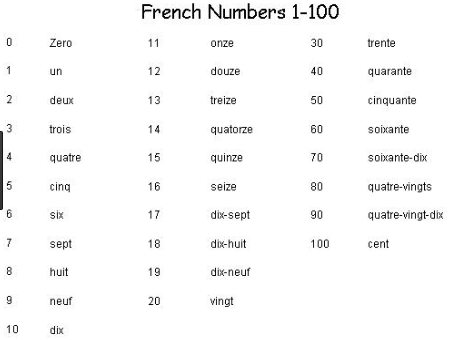 French Numbers 1-100
0 Zero 11 onze 30 trente
1 un 12 douze 40 quarante
2 deux 13 treize 50 cinquante
3 trois 14 quatorze 60 soixante
4 quatre 15 quinze 70 soixante-dix
5 cinq 16 seize 80 quatre-vingts
6 six 17 dix-sept 90 quatre-vingt-dix
7 sept 18 dix-huit 100 cent
8 huit 19 dix-neuf
9 neuf 20 vingt
10 dix